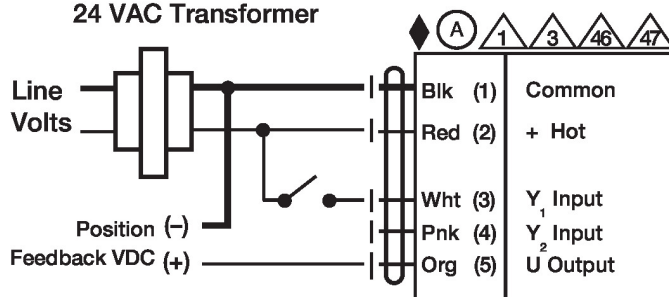 24 VAC Transformer
A 1 3 46 47
Line Volts
Blk (1) Common
Red (2) + Hot
Wht (3) Y1 Input
Position (–)
Pnk (4) Y2 Input
Feedback VDC (+)
Org (5) U Output